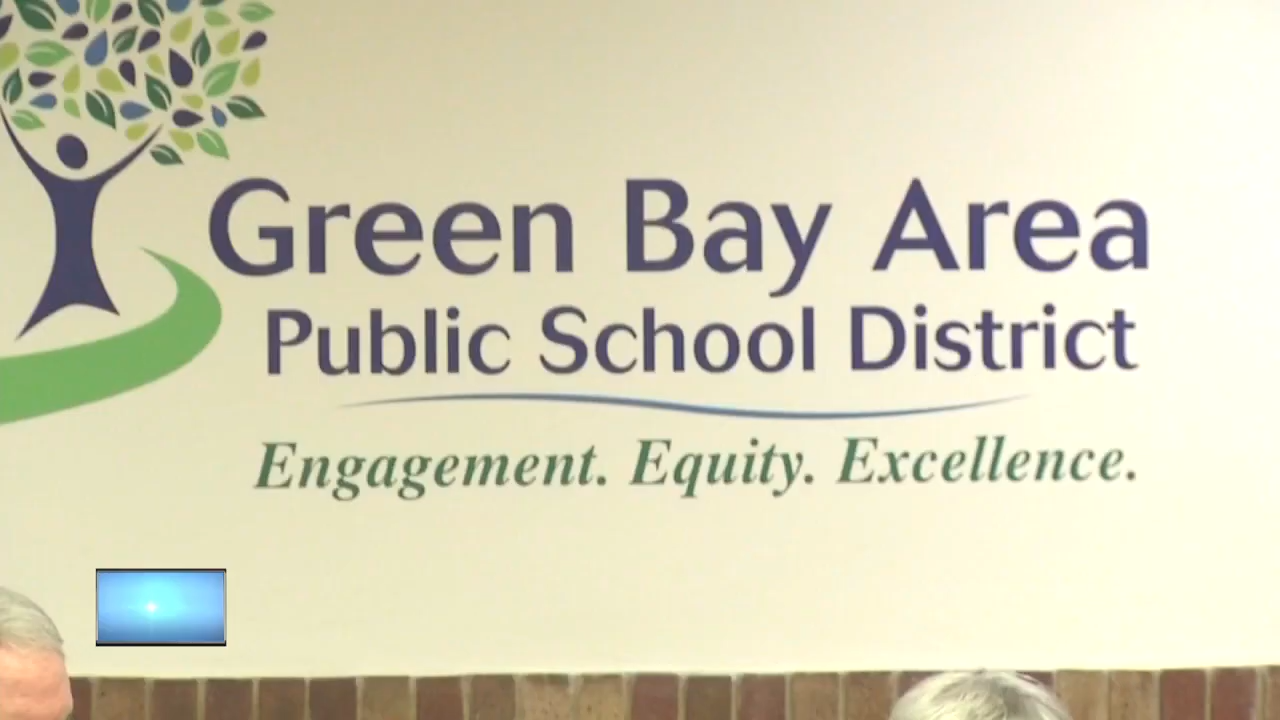 Green Bay Area
Public School District
Engagement. Equity. Excellence.